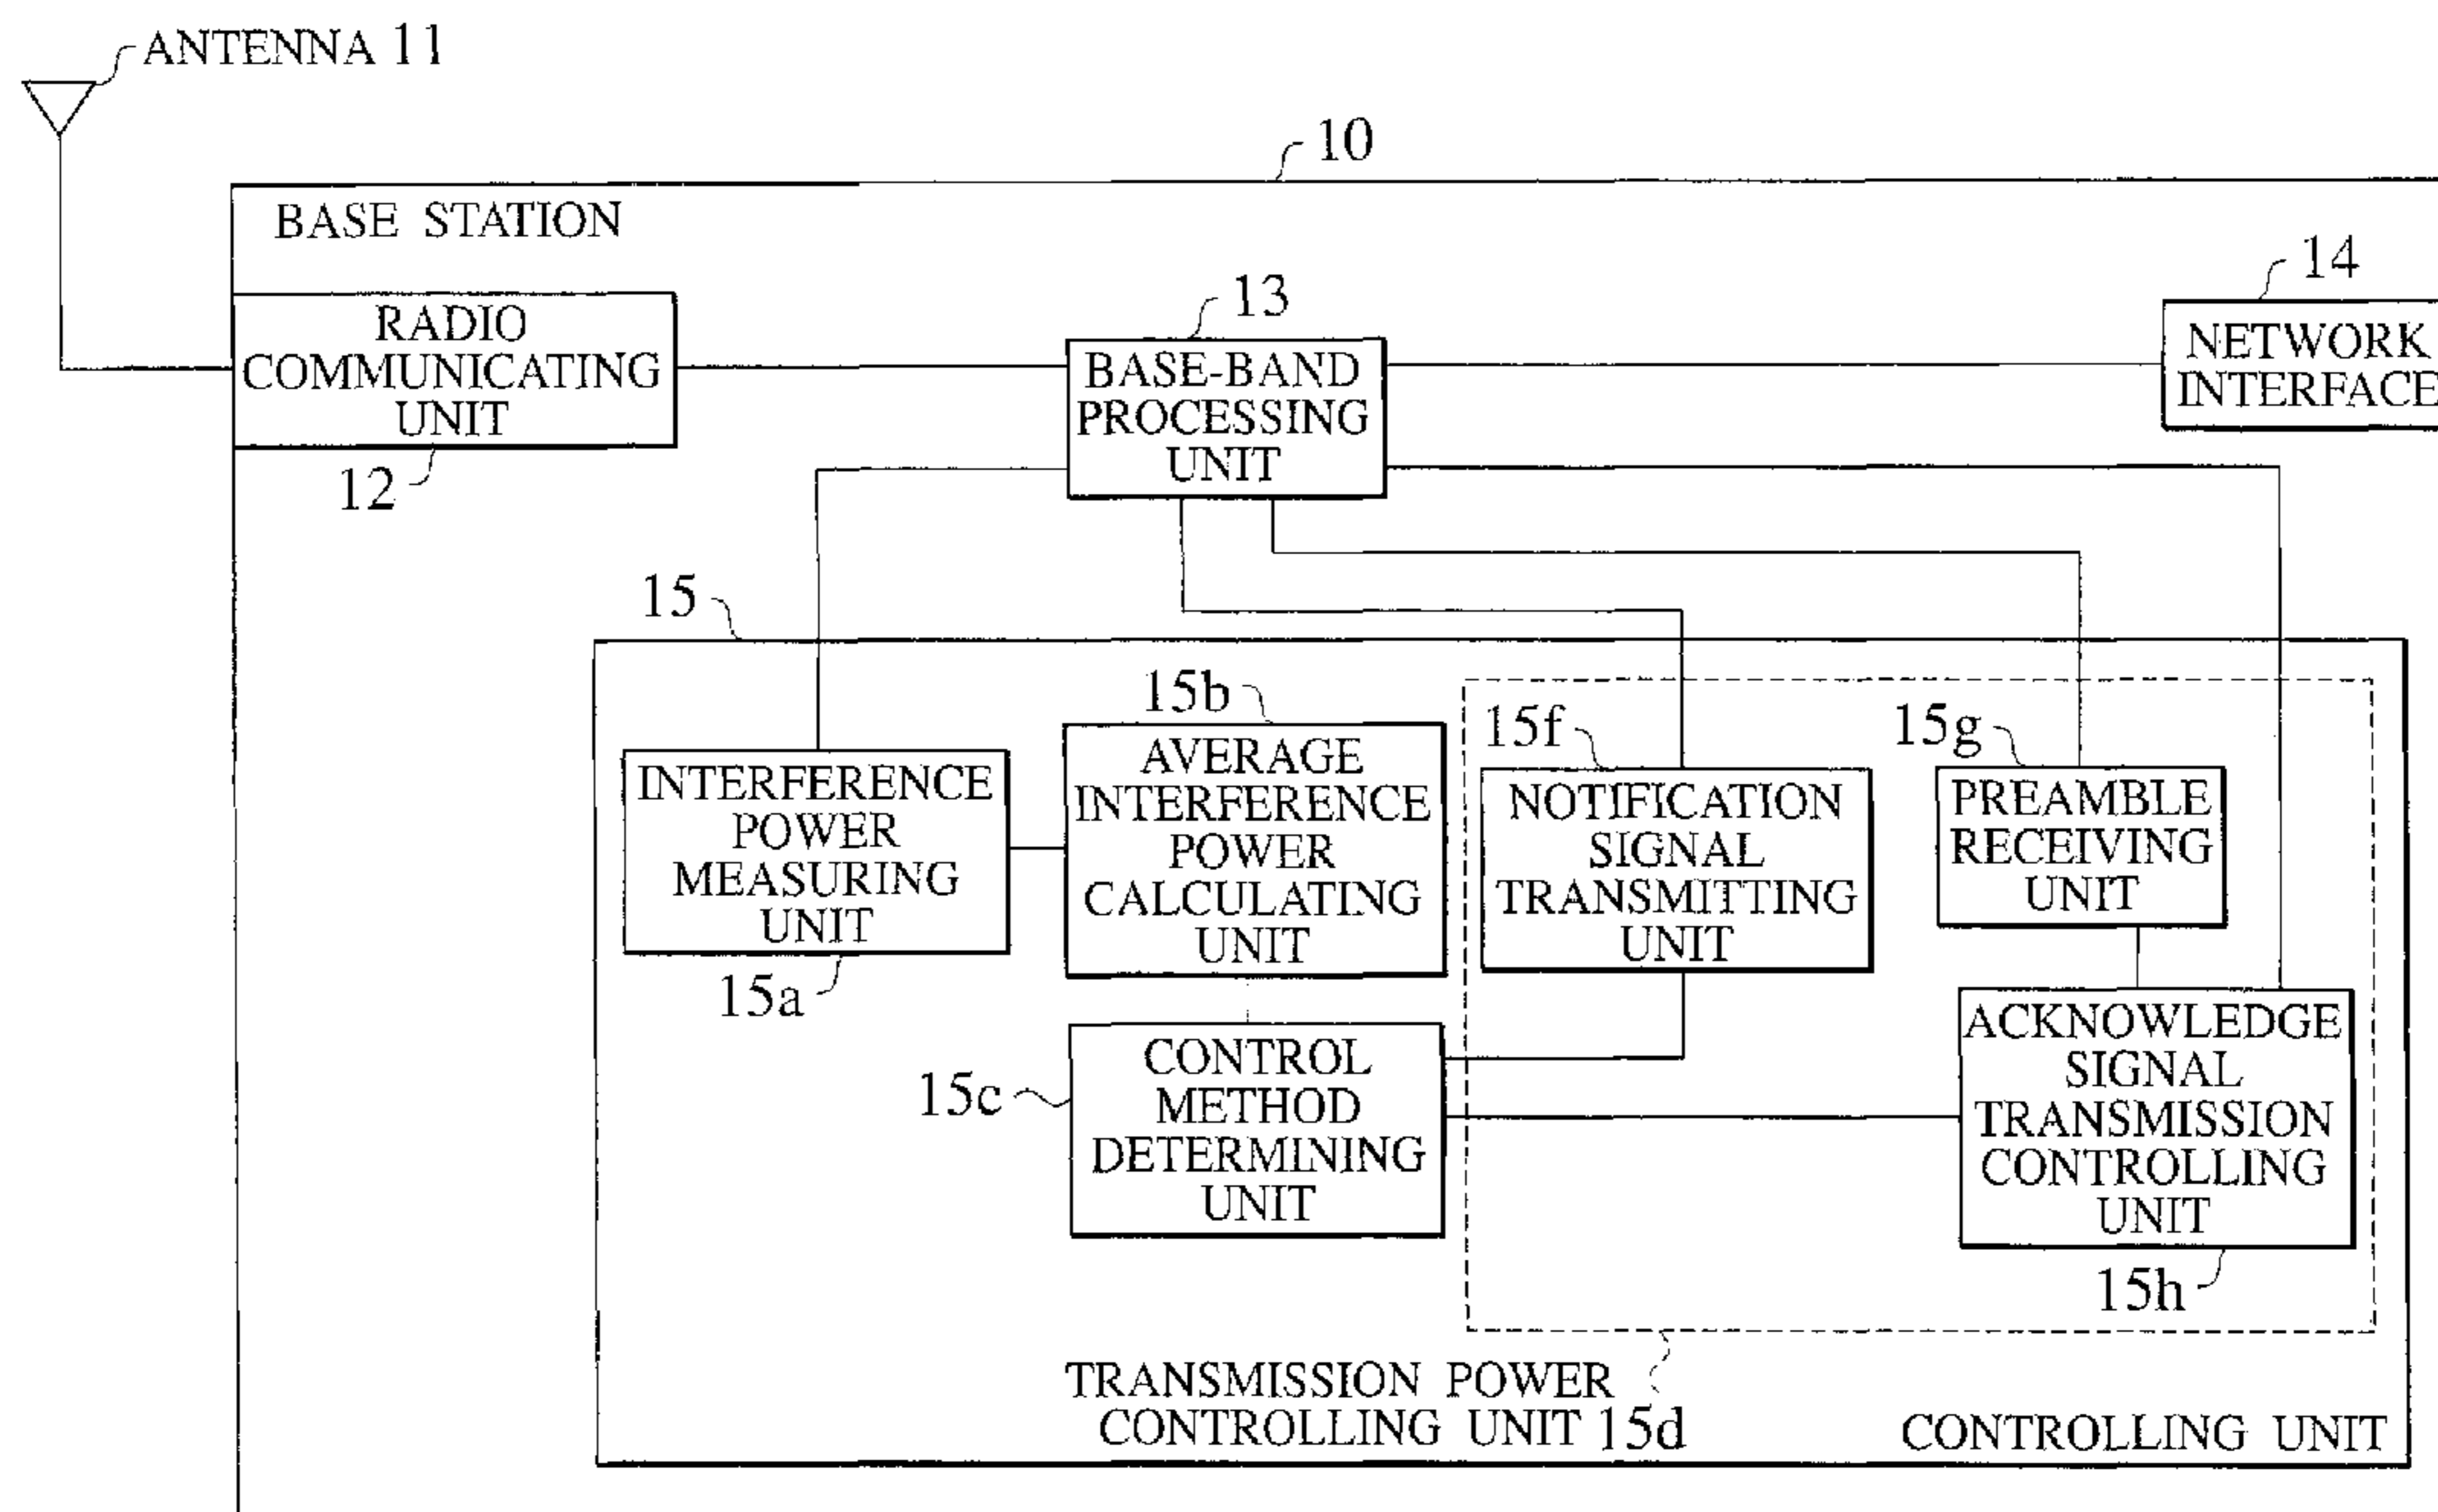 ANTENNA 11
10
BASE STATION
14
13
RADIO
COMMUNICATING
UNIT
12
BASE-BAND
PROCESSING
UNIT
NETWORK
INTERFACE
15
15b
15f
15g
INTERFERENCE
POWER
MEASURING
UNIT
15a
AVERAGE
INTERFERENCE
POWER
CALCULATING
UNIT
NOTIFICATION
SIGNAL
TRANSMITTING
UNIT
PREAMBLE
RECEIVING
UNIT
15c
CONTROL
METHOD
DETERMINING
UNIT
ACKNOWLEDGE
SIGNAL
TRANSMISSION
CONTROLLING
UNIT
15h
TRANSMISSION POWER
CONTROLLING UNIT 15d
CONTROLLING UNIT